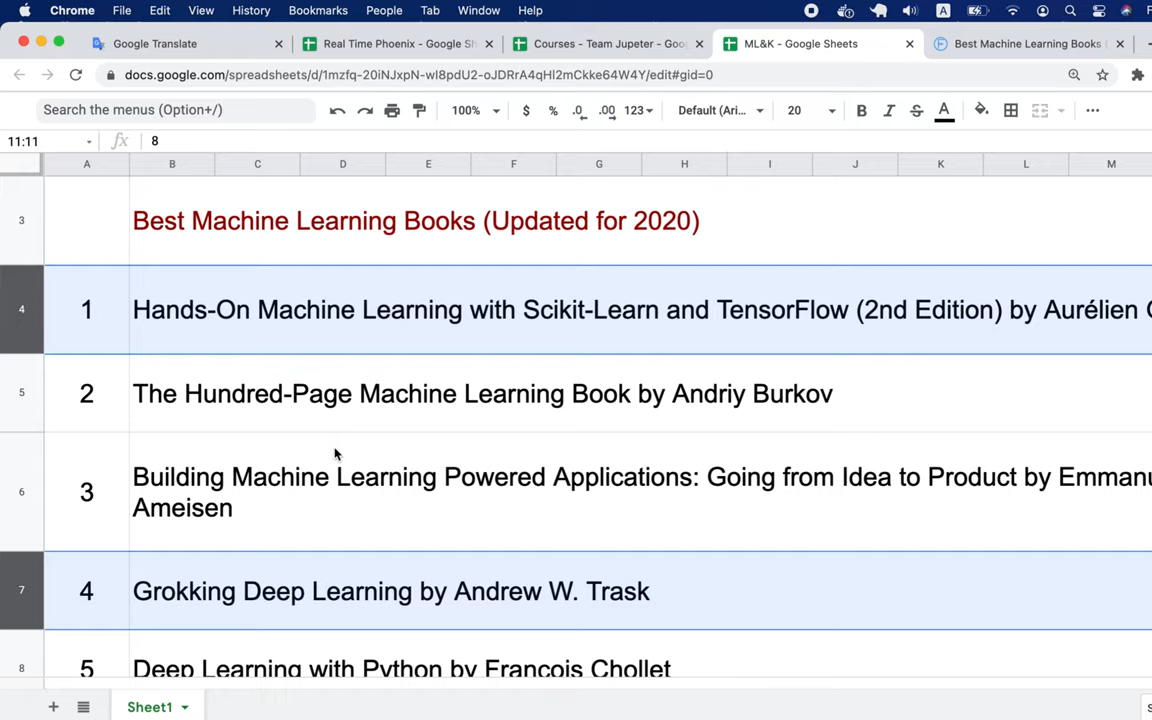 Chrome File Edit View History Bookmarks People Tab Window Help
Google Translate
Real Time Phoenix - Google Sh
Courses - Team Jupeter - Goog
ML&K - Google Sheets
Best Machine Learning Books
docs.google.com/spreadsheets/d/1mzfq-20iNJxpN-wI8pdU2-oJDRrA4qHl2mCkke64W4Y/edit#gid=0
Search the menus (Option+/) 100% $ % .0 .00 123 Default (Ari... 20 B I S A
11:11 fx 8
A B C D E F G H I J K L M
3 Best Machine Learning Books (Updated for 2020)
4 1 Hands-On Machine Learning with Scikit-Learn and TensorFlow (2nd Edition) by Aurélien
5 2 The Hundred-Page Machine Learning Book by Andriy Burkov
6 3 Building Machine Learning Powered Applications: Going from Idea to Product by Emmanu
Ameisen
7 4 Grokking Deep Learning by Andrew W. Trask
8 5 Deep Learning with Python by François Chollet
Sheet1